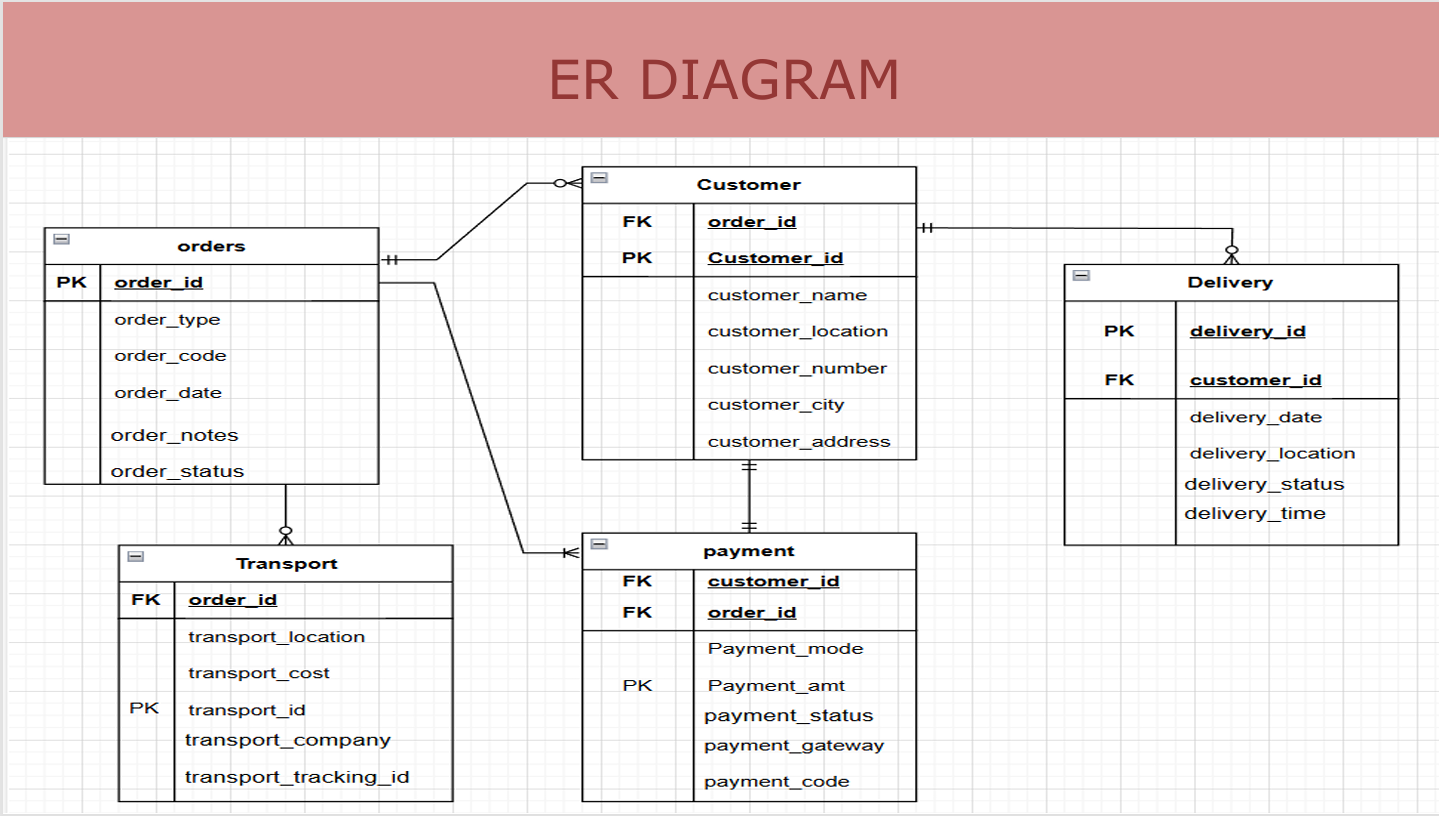 ER DIAGRAM
orders
PK order_id
order_type
order_code
order_date
order_notes
order_status
Customer
FK order_id
PK Customer_id
customer_name
customer_location
customer_number
customer_city
customer_address
Delivery
PK delivery_id
FK customer_id
delivery_date
delivery_location
delivery_status
delivery_time
Transport
FK order_id
transport_location
transport_cost
PK transport_id
transport_company
transport_tracking_id
payment
FK customer_id
FK order_id
Payment_mode
PK Payment_amt
payment_status
payment_gateway
payment_code